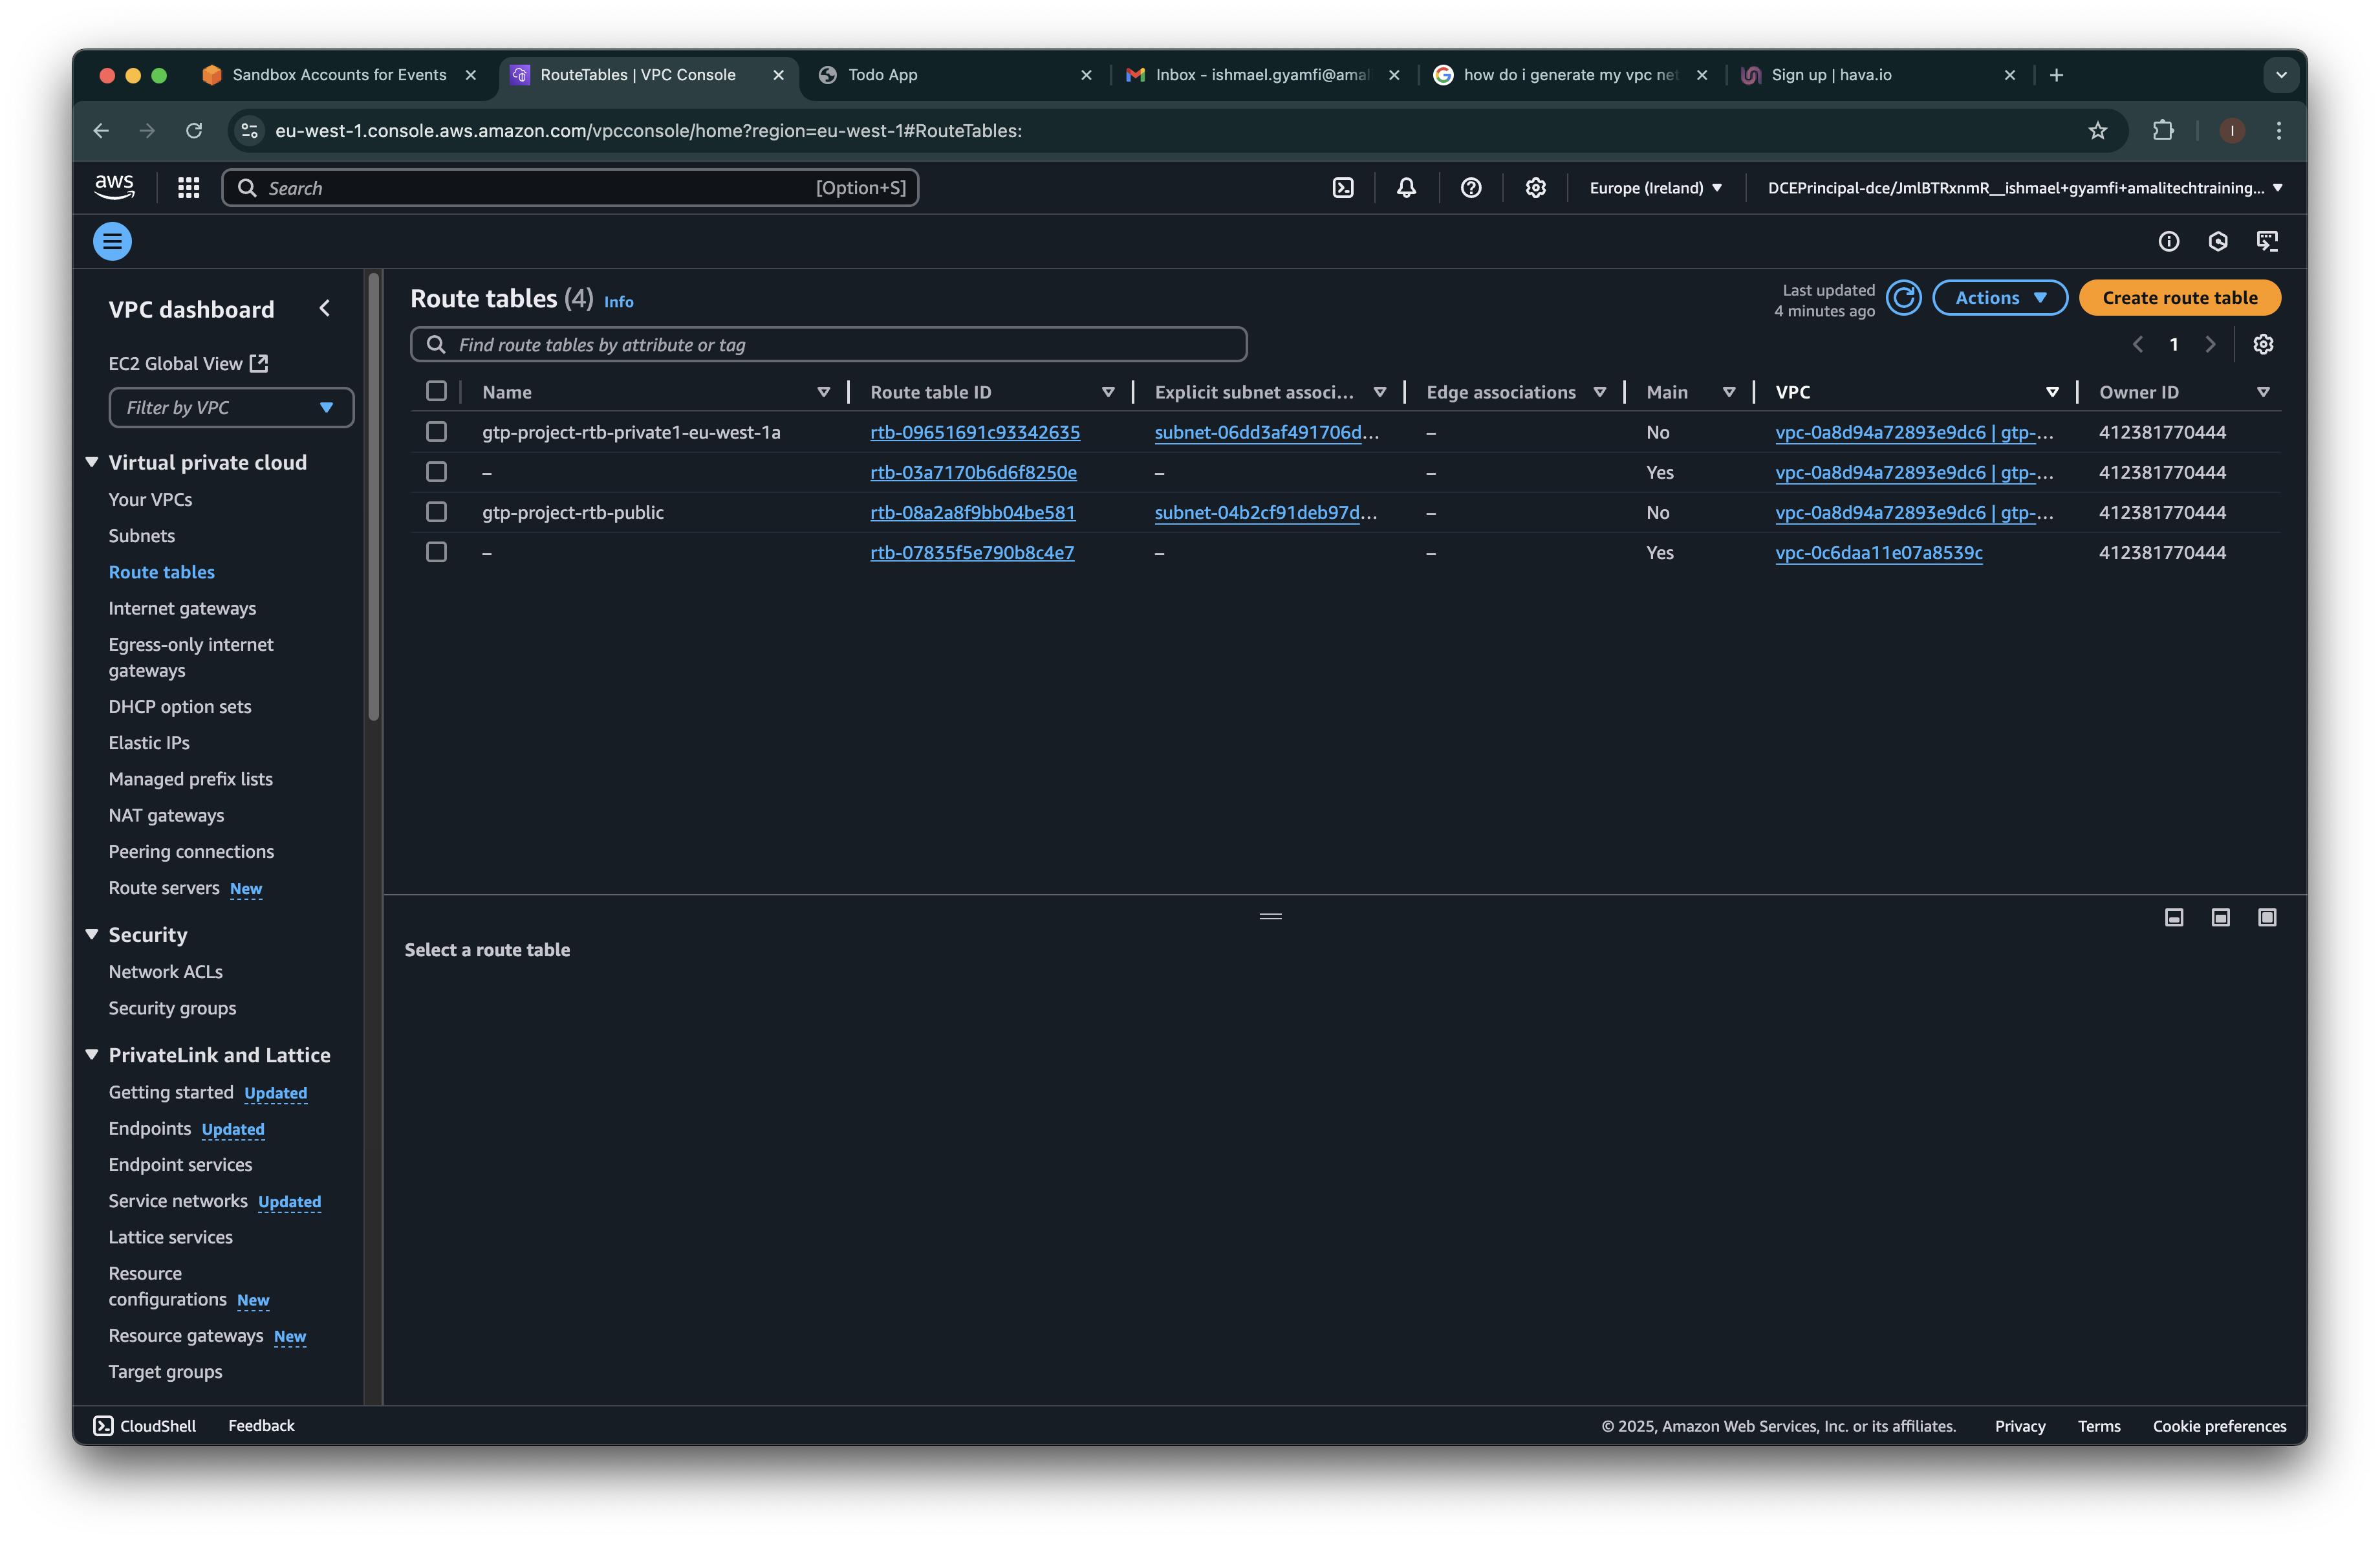 Sandbox Accounts for Events
RouteTables | VPC Console
Todo App
Inbox - ishmael.gyamfi@amal
how do i generate my vpc net
Sign up | hava.io
eu-west-1.console.aws.amazon.com/vpcconsole/home?region=eu-west-1#RouteTables:
I
aws
Search
[Option+S]
Europe (Ireland)
DCEPrincipal-dce/JmlBTRxnmR__ishmael+gyamfi+amalitechtraining...
VPC dashboard
EC2 Global View
Filter by VPC
Virtual private cloud
Your VPCs
Subnets
Route tables
Internet gateways
Egress-only internet
gateways
DHCP option sets
Elastic IPs
Managed prefix lists
NAT gateways
Peering connections
Route servers New
Security
Network ACLs
Security groups
PrivateLink and Lattice
Getting started Updated
Endpoints Updated
Endpoint services
Service networks Updated
Lattice services
Resource
configurations New
Resource gateways New
Target groups
Route tables (4) Info
Last updated
4 minutes ago
Actions
Create route table
Find route tables by attribute or tag
1
Name Route table ID Explicit subnet associ... Edge associations Main VPC Owner ID
gtp-project-rtb-private1-eu-west-1a rtb-09651691c93342635 subnet-06dd3af491706d... – No vpc-0a8d94a72893e9dc6 | gtp-... 412381770444
– rtb-03a7170b6d6f8250e – – Yes vpc-0a8d94a72893e9dc6 | gtp-... 412381770444
gtp-project-rtb-public rtb-08a2a8f9bb04be581 subnet-04b2cf91deb97d... – No vpc-0a8d94a72893e9dc6 | gtp-... 412381770444
– rtb-07835f5e790b8c4e7 – – Yes vpc-0c6daa11e07a8539c 412381770444
Select a route table
CloudShell
Feedback
© 2025, Amazon Web Services, Inc. or its affiliates.
Privacy
Terms
Cookie preferences